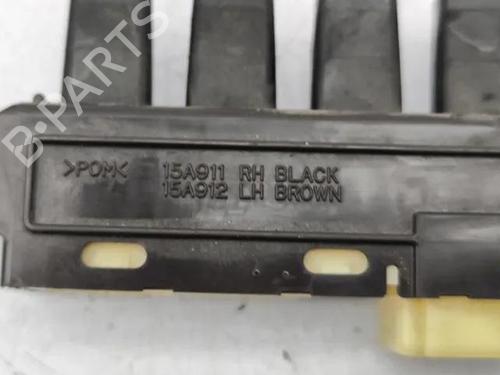 B-PARTS
>POM< 15A911 RH BLACK
15A912 LH BROWN